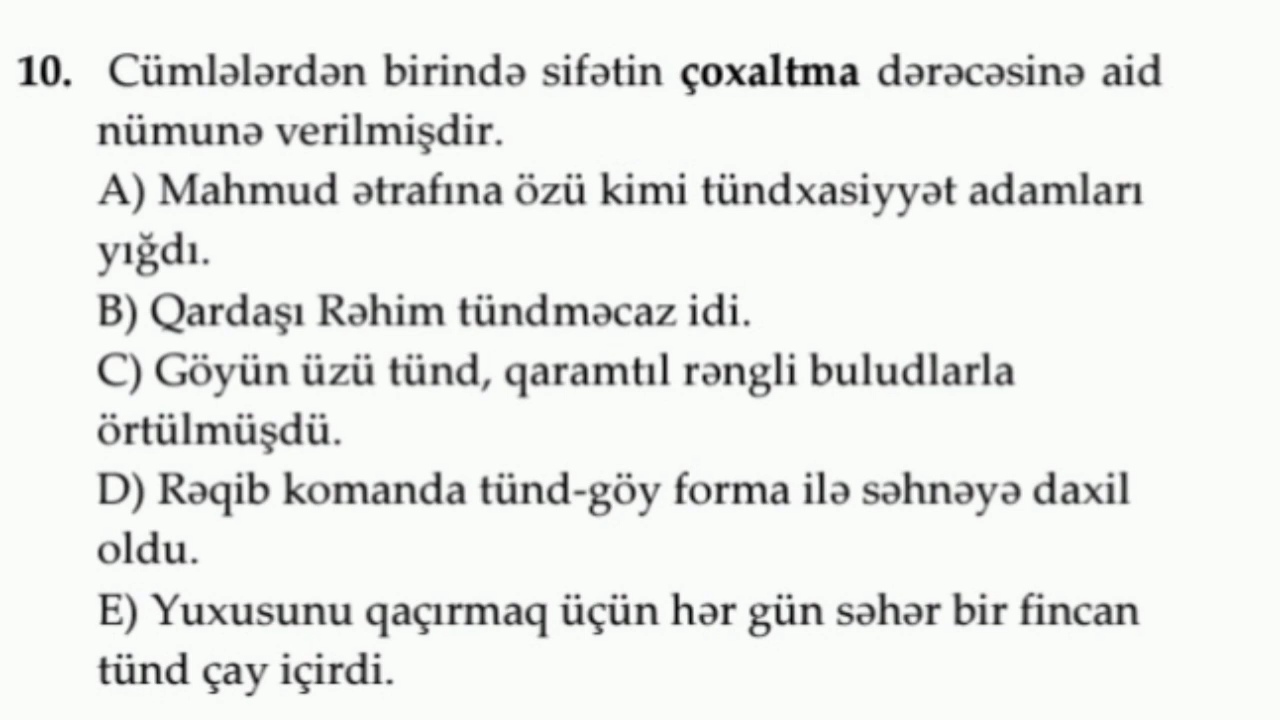 10. Cümlələrdən birində sifətin çoxaltma dərəcəsinə aid
nümunə verilmişdir.
A) Mahmud ətrafına özü kimi tündxasiyyət adamları
yığdı.
B) Qardaşı Rəhim tündməcaz idi.
C) Göyün üzü tünd, qaramtıl rəngli buludlarla
örtülmüşdü.
D) Rəqib komanda tünd-göy forma ilə səhnəyə daxil
oldu.
E) Yuxusunu qaçırmaq üçün hər gün səhər bir fincan
tünd çay içirdi.